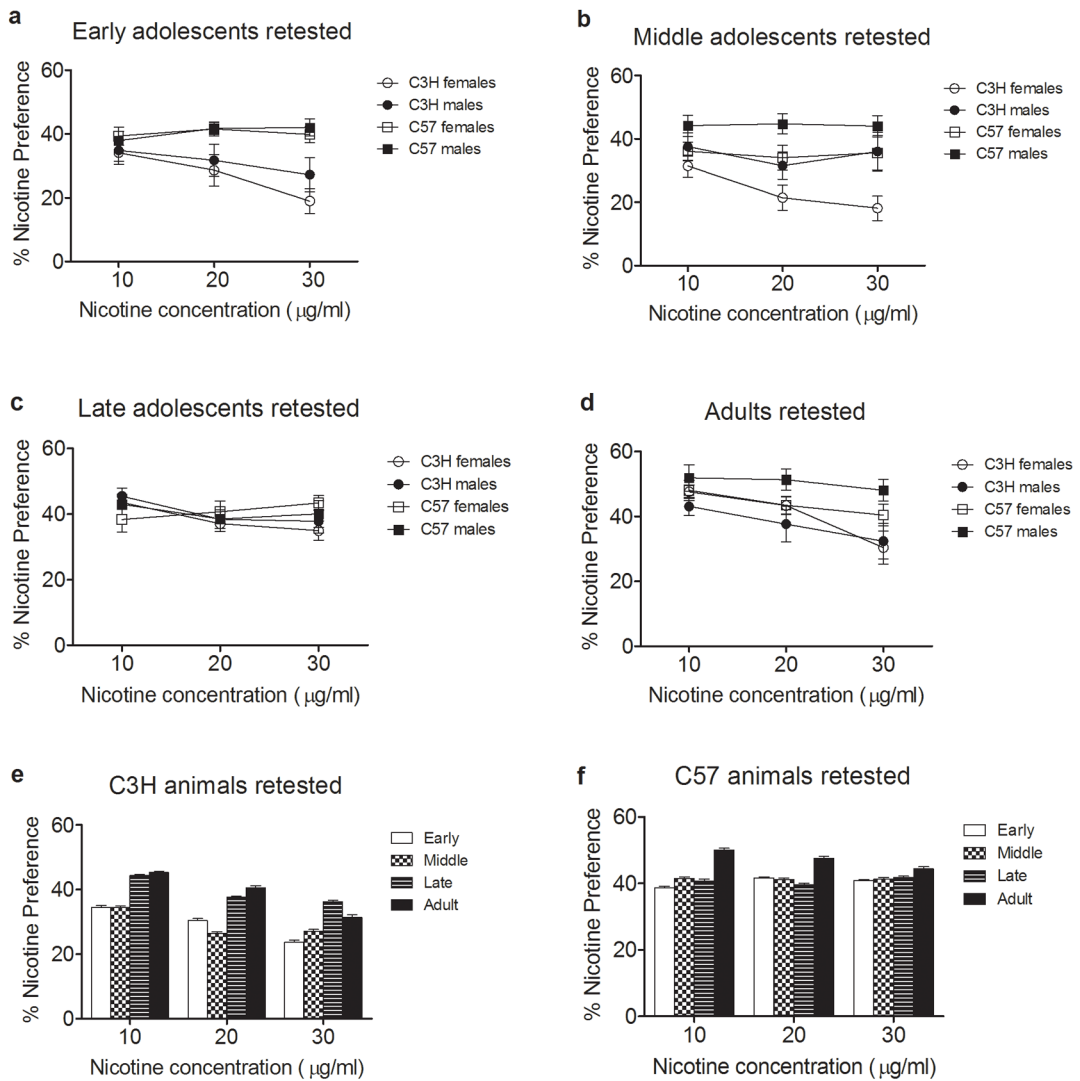 a
Early adolescents retested
% Nicotine Preference
60
40
20
0
10 20 30
Nicotine concentration (μg/ml)
C3H females
C3H males
C57 females
C57 males
b
Middle adolescents retested
% Nicotine Preference
60
40
20
0
10 20 30
Nicotine concentration (μg/ml)
C3H females
C3H males
C57 females
C57 males
c
Late adolescents retested
% Nicotine Preference
60
40
20
0
10 20 30
Nicotine concentration (μg/ml)
C3H females
C3H males
C57 females
C57 males
d
Adults retested
% Nicotine Preference
60
40
20
0
10 20 30
Nicotine concentration (μg/ml)
C3H females
C3H males
C57 females
C57 males
e
C3H animals retested
% Nicotine Preference
60
40
20
0
10 20 30
Nicotine concentration (μg/ml)
Early
Middle
Late
Adult
f
C57 animals retested
% Nicotine Preference
60
40
20
0
10 20 30
Nicotine concentration (μg/ml)
Early
Middle
Late
Adult